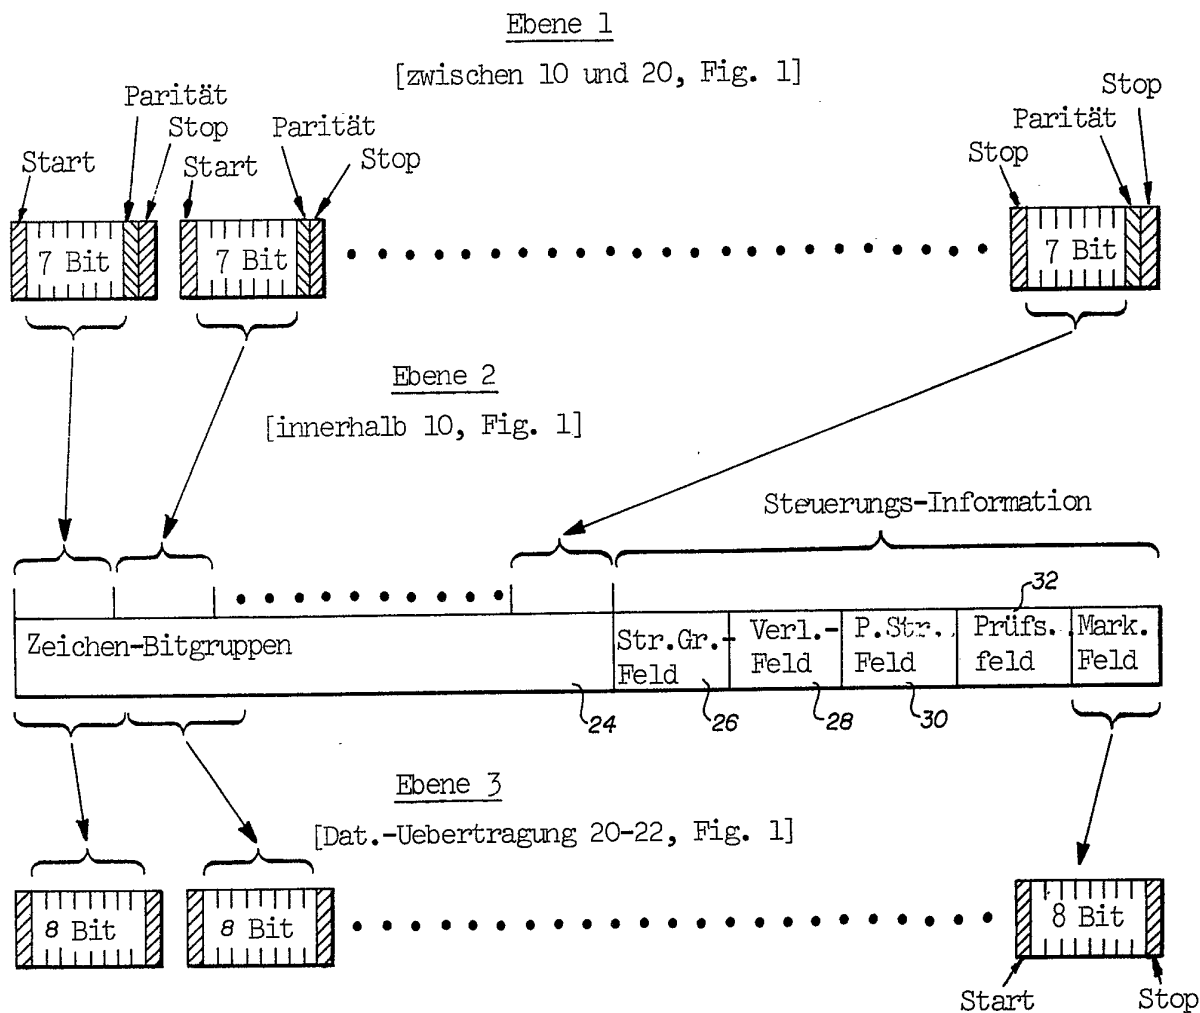 Ebene 1
[zwischen 10 und 20, Fig. 1]
Parität
Stop
Start
Parität
Start
Stop
Stop
Parität
Stop
7 Bit
7 Bit
7 Bit
Ebene 2
[innerhalb 10, Fig. 1]
Steuerungs-Information
Zeichen-Bitgruppen
24
Str.Gr.-
Feld
26
Verl.-
Feld
28
P.Str.
Feld
30
32
Prüfs.
feld
Mark.
Feld
Ebene 3
[Dat.-Uebertragung 20-22, Fig. 1]
8 Bit
8 Bit
8 Bit
Start
Stop